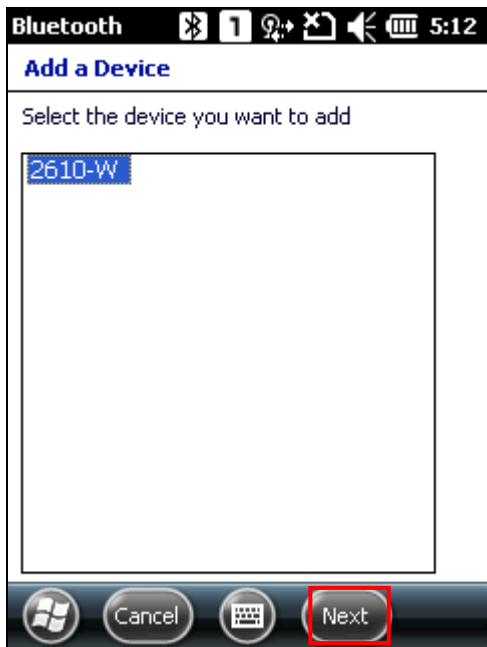 Bluetooth 1 5:12
Add a Device
Select the device you want to add
2610-W
Cancel Next